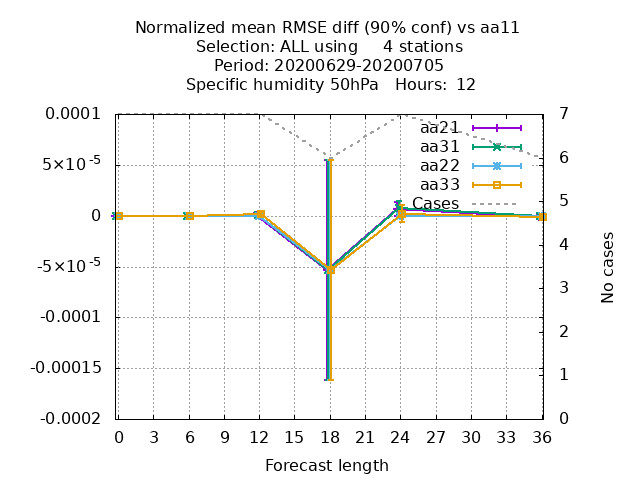 Normalized mean RMSE diff (90% conf) vs aa11
Selection: ALL using 4 stations
Period: 20200629-20200705
Specific humidity 50hPa Hours: 12
0.0001
5×10⁻⁵
0
-5×10⁻⁵
-0.0001
-0.00015
-0.0002
7
6
5
4
3
2
1
0
aa21
aa31
aa22
aa33
Cases
No cases
0 3 6 9 12 15 18 21 24 27 30 33 36
Forecast length